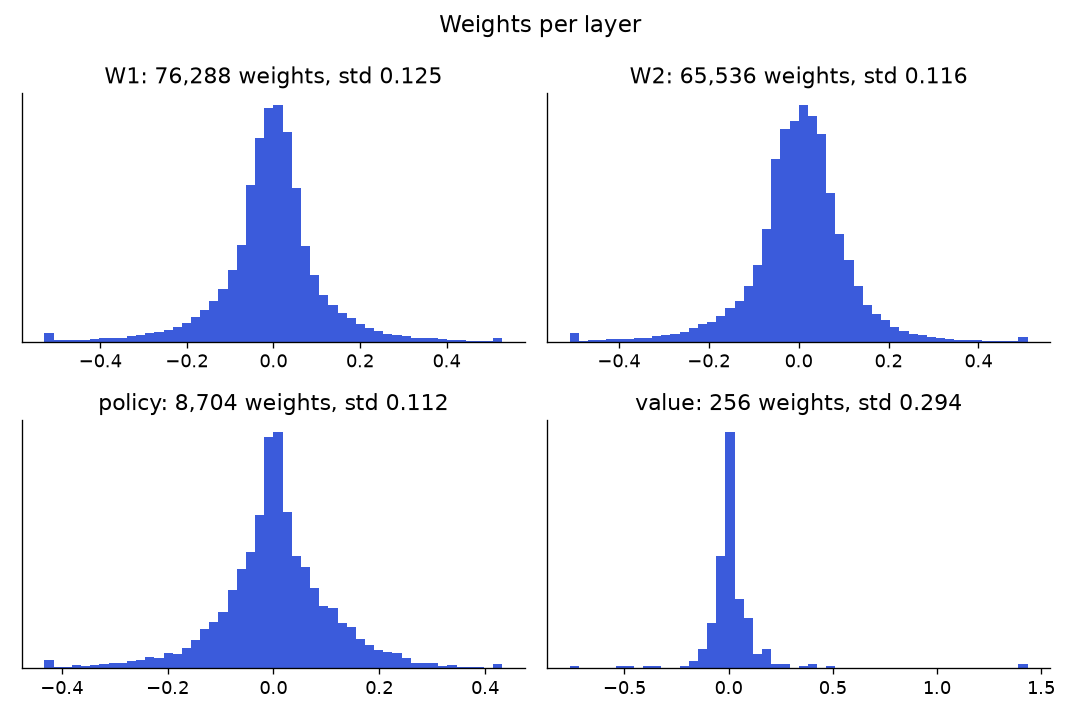 Weights per layer
W1: 76,288 weights, std 0.125
W2: 65,536 weights, std 0.116
−0.4 −0.2 0.0 0.2 0.4
−0.4 −0.2 0.0 0.2 0.4
policy: 8,704 weights, std 0.112
value: 256 weights, std 0.294
−0.4 −0.2 0.0 0.2 0.4
−0.5 0.0 0.5 1.0 1.5